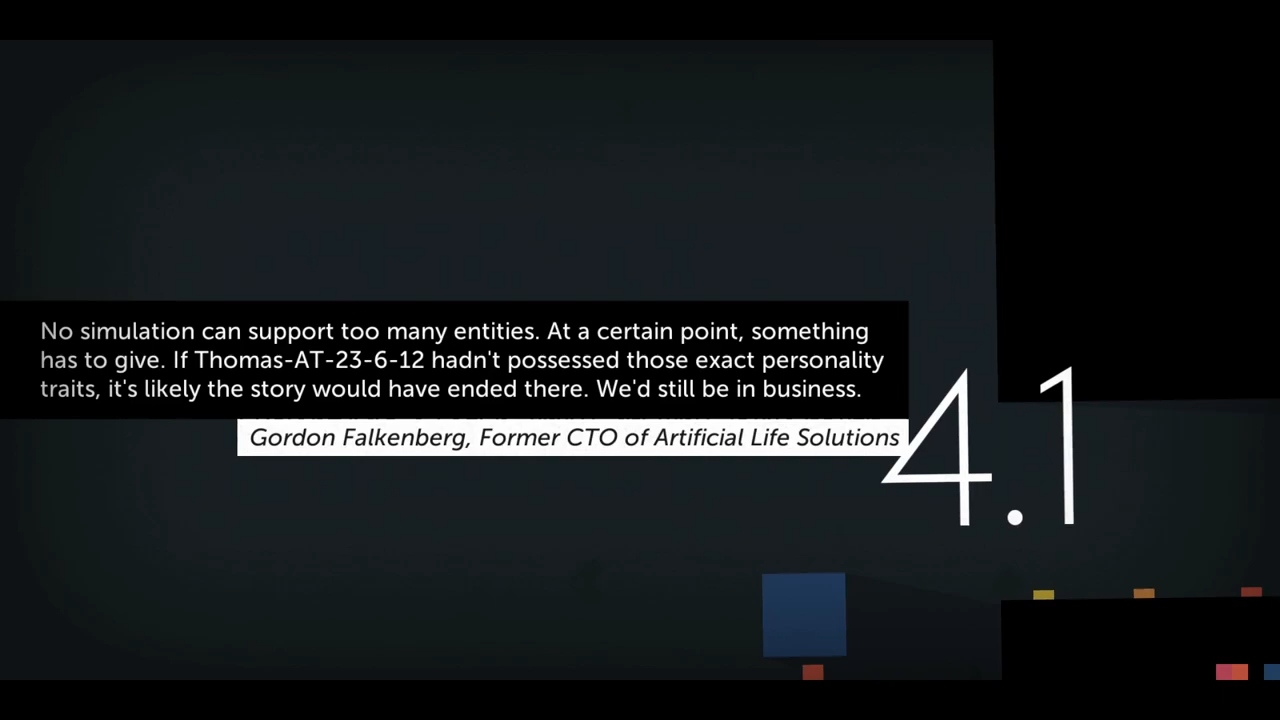 No simulation can support too many entities. At a certain point, something
has to give. If Thomas-AT-23-6-12 hadn't possessed those exact personality
traits, it's likely the story would have ended there. We'd still be in business.
Gordon Falkenberg, Former CTO of Artificial Life Solutions
4.1